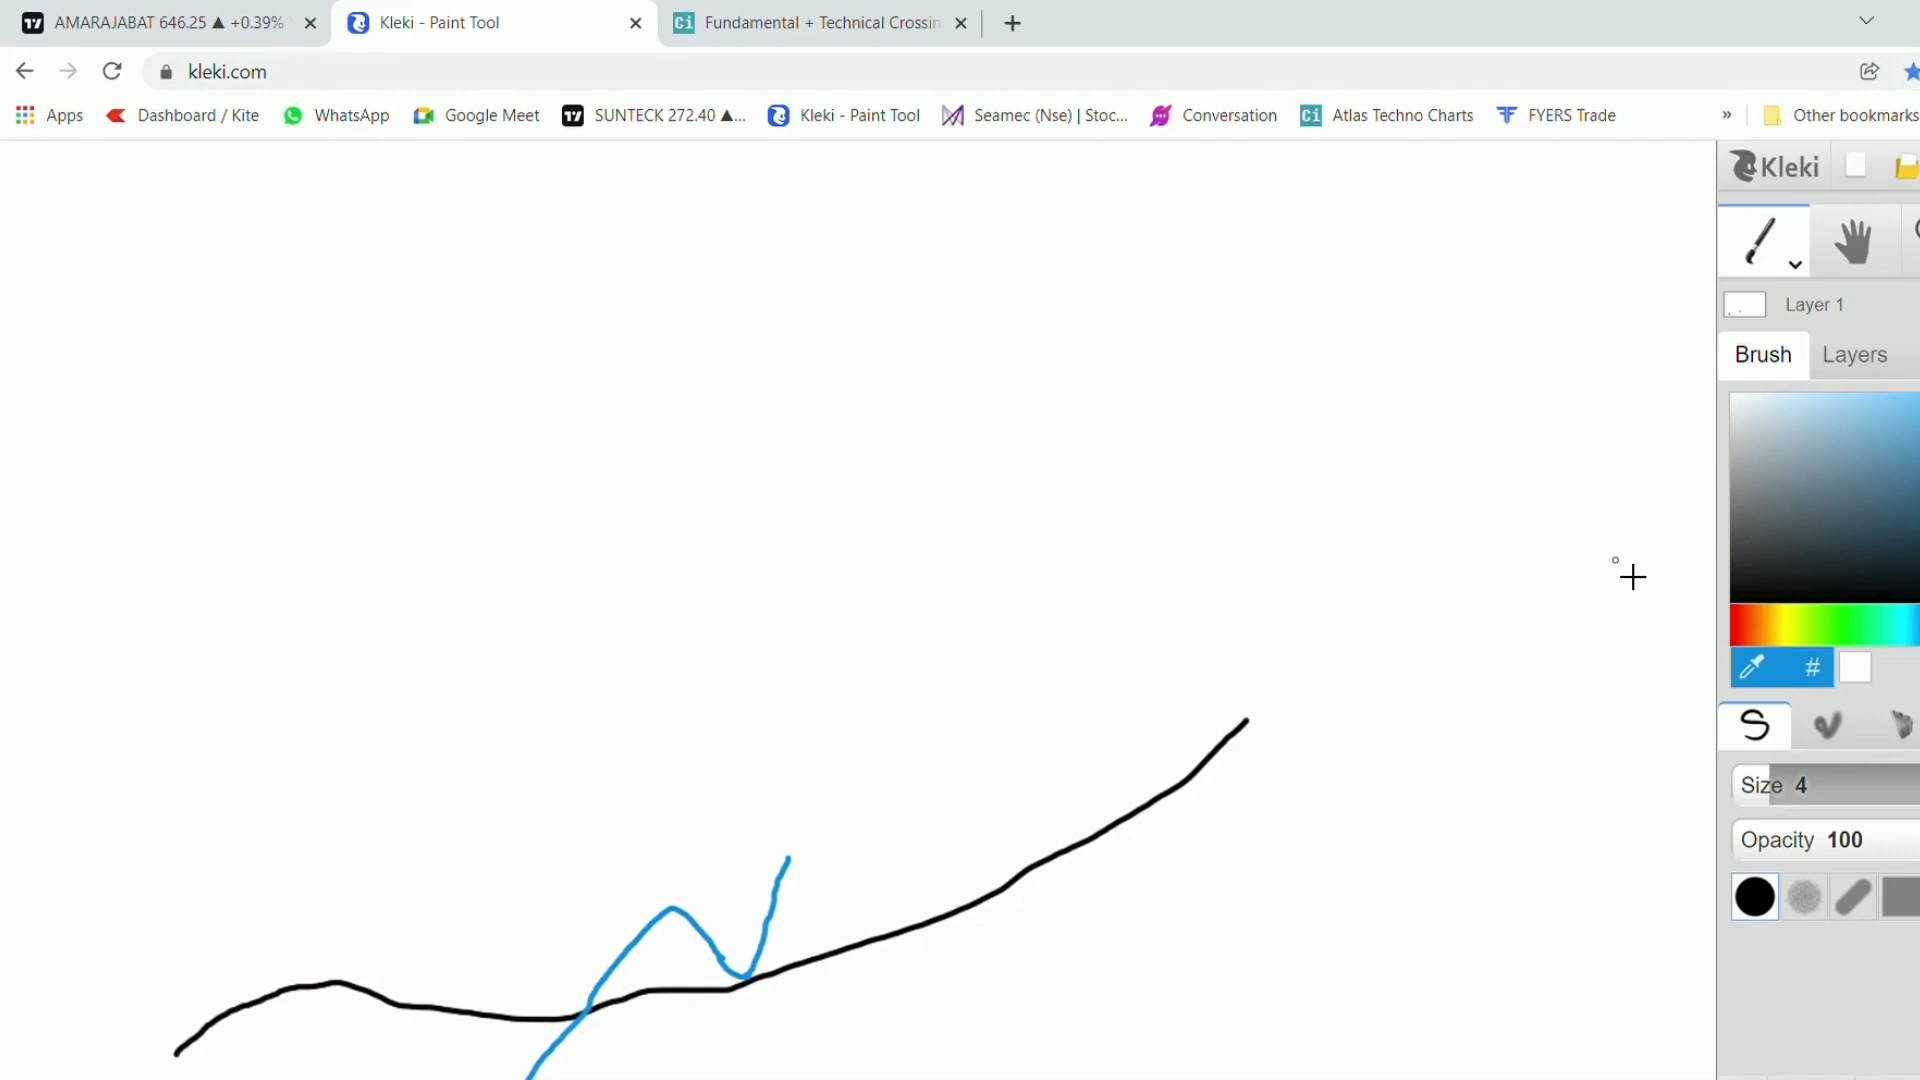 AMARAJABAT 646.25 ▲ +0.39%
Kleki - Paint Tool
Fundamental + Technical Crossin
kleki.com
Apps
Dashboard / Kite
WhatsApp
Google Meet
SUNTECK 272.40 ▲...
Kleki - Paint Tool
Seamec (Nse) | Stoc...
Conversation
Ci
Atlas Techno Charts
FYERS Trade
»
Other bookmarks
Kleki
Layer 1
Brush
Layers
#
Size 4
Opacity 100